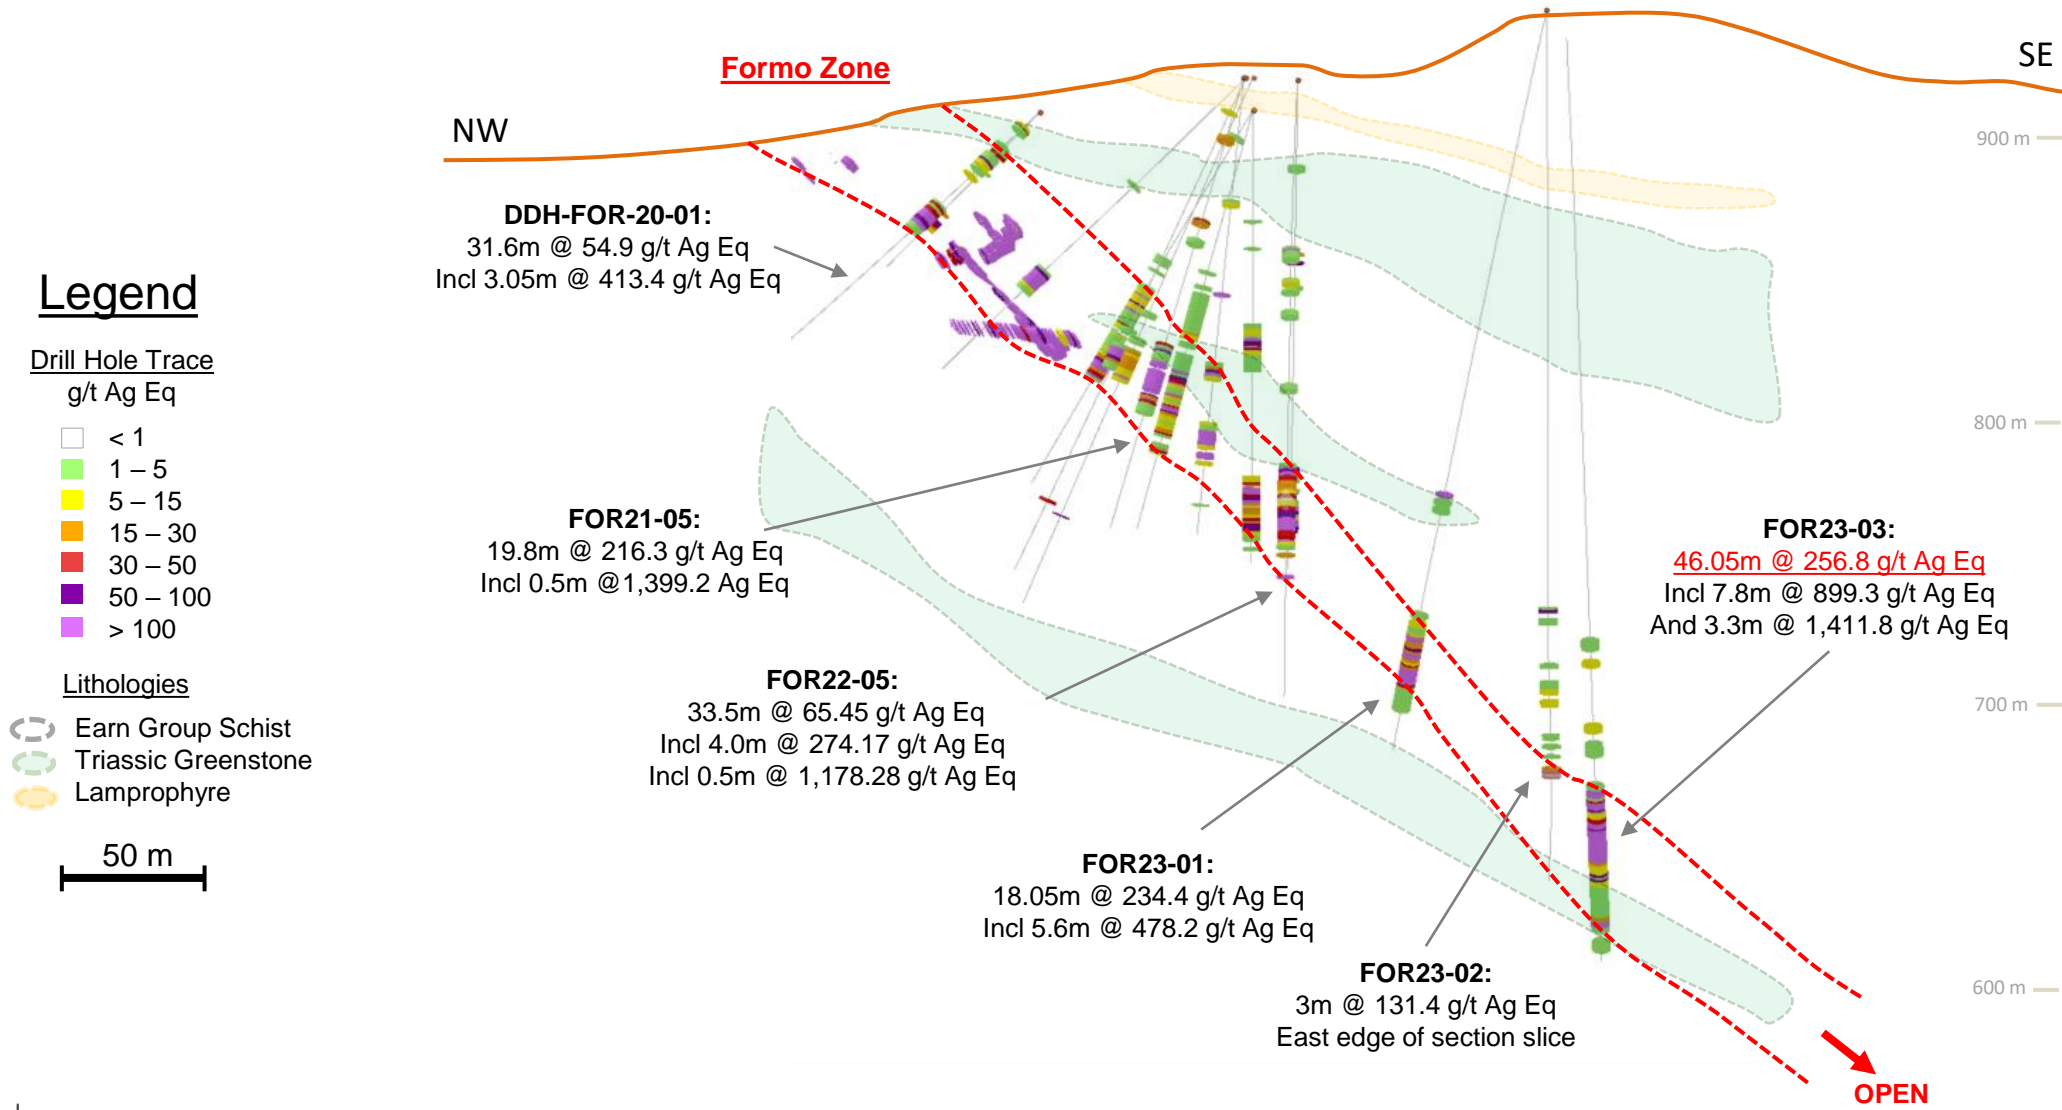 Formo Zone
NW
SE
900 m
800 m
700 m
600 m
DDH-FOR-20-01:
31.6m @ 54.9 g/t Ag Eq
Incl 3.05m @ 413.4 g/t Ag Eq
Legend
Drill Hole Trace
g/t Ag Eq
< 1
1 – 5
5 – 15
15 – 30
30 – 50
50 – 100
> 100
Lithologies
Earn Group Schist
Triassic Greenstone
Lamprophyre
50 m
FOR21-05:
19.8m @ 216.3 g/t Ag Eq
Incl 0.5m @1,399.2 Ag Eq
FOR22-05:
33.5m @ 65.45 g/t Ag Eq
Incl 4.0m @ 274.17 g/t Ag Eq
Incl 0.5m @ 1,178.28 g/t Ag Eq
FOR23-01:
18.05m @ 234.4 g/t Ag Eq
Incl 5.6m @ 478.2 g/t Ag Eq
FOR23-02:
3m @ 131.4 g/t Ag Eq
East edge of section slice
FOR23-03:
46.05m @ 256.8 g/t Ag Eq
Incl 7.8m @ 899.3 g/t Ag Eq
And 3.3m @ 1,411.8 g/t Ag Eq
OPEN